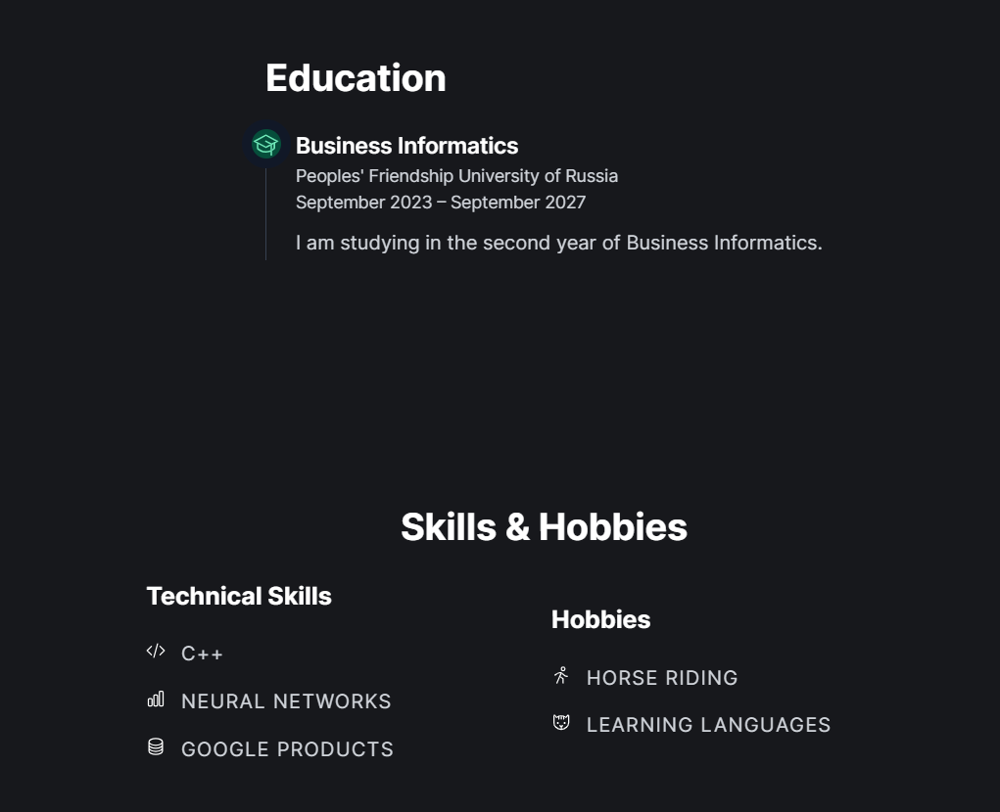 Education
Business Informatics
Peoples' Friendship University of Russia
September 2023 – September 2027
I am studying in the second year of Business Informatics.
Skills & Hobbies
Technical Skills
C++
NEURAL NETWORKS
GOOGLE PRODUCTS
Hobbies
HORSE RIDING
LEARNING LANGUAGES